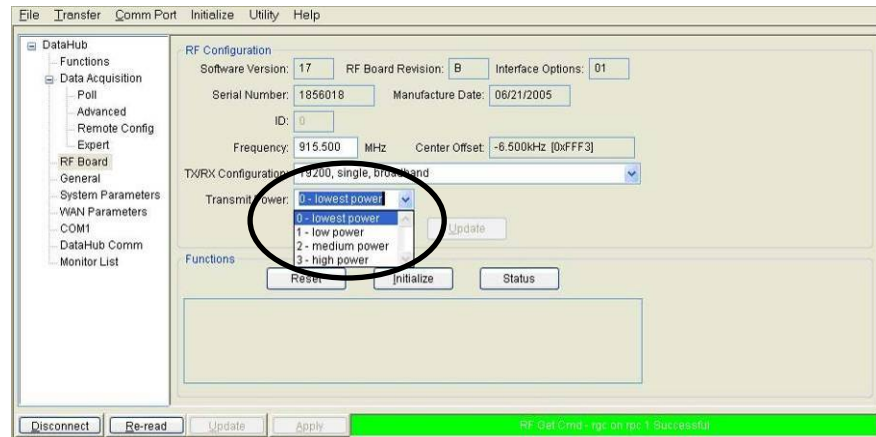 File Transfer Comm Port Initialize Utility Help
DataHub
Functions
Data Acquisition
Poll
Advanced
Remote Config
Expert
RF Board
General
System Parameters
WAN Parameters
COM1
DataHub Comm
Monitor List
RF Configuration
Software Version: 17 RF Board Revision: B Interface Options: 01
Serial Number: 1856018 Manufacture Date: 06/21/2005
ID: 0
Frequency: 915.500 MHz Center Offset: -6.500kHz [0xFFF3]
TX/RX Configuration: 19200, single, broadband
Transmit Power: 0 - lowest power
0 - lowest power
1 - low power
2 - medium power
3 - high power
Update
Functions
Reset Initialize Status
Disconnect Re-read Update Apply RF Get Cmd - rgc on rpc 1 Successful